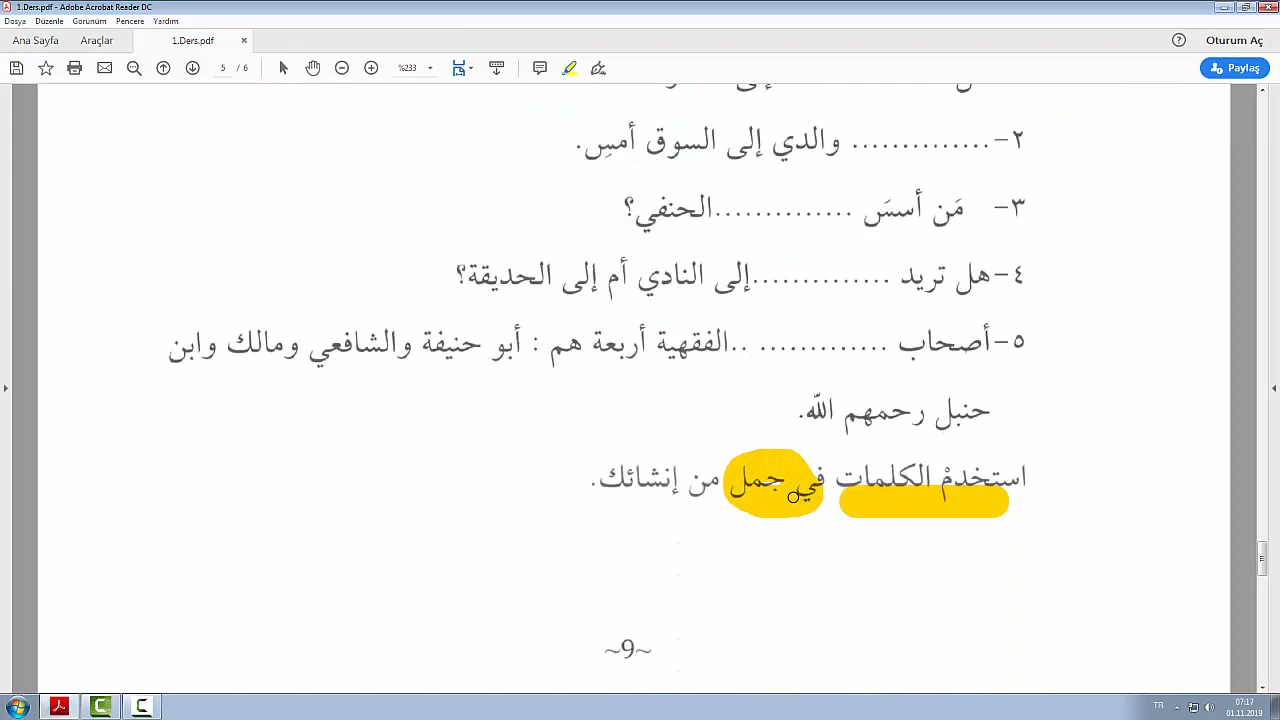 1.Ders.pdf - Adobe Acrobat Reader DC
Dosya Düzenle Görünüm Pencere Yardım
Ana Sayfa Araçlar 1.Ders.pdf × ? Oturum Aç
5 / 6 %233 Paylaş
٢-.............. والدي إلى السوق أمسِ.
٣- مَن أسسَ ..............الحنفي؟
٤-هل تريد ..............إلى النادي أم إلى الحديقة؟
٥-أصحاب ............. ..الفقهية أربعة هم : أبو حنيفة والشافعي ومالك وابن
حنبل رحمهم الله.
استخدمْ الكلمات في جمل من إنشائك.
~9~
TR 07:17
01.11.2019